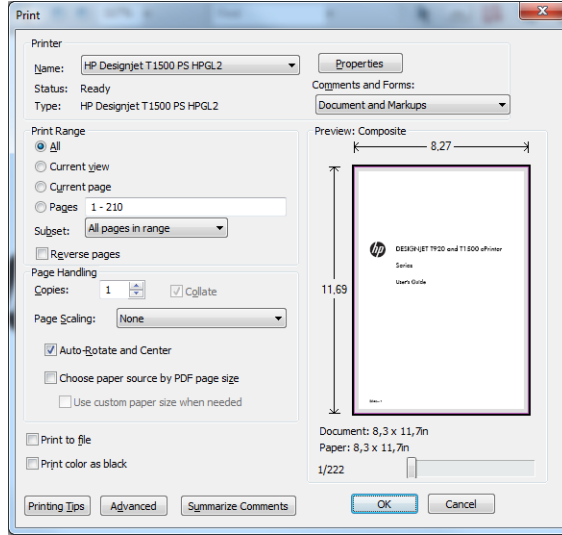 Print
Printer
Name: HP Designjet T1500 PS HPGL2
Properties
Status: Ready
Comments and Forms:
Type: HP Designjet T1500 PS HPGL2
Document and Markups
Print Range
All
Current view
Current page
Pages 1 - 210
Subset: All pages in range
Reverse pages
Page Handling
Copies: 1 Collate
Page Scaling: None
Auto-Rotate and Center
Choose paper source by PDF page size
Use custom paper size when needed
Print to file
Print color as black
Preview: Composite
8,27
11,69
hp
DESIGNJET T920 and T1500 ePrinter
Series
User's Guide
Document: 8,3 x 11,7in
Paper: 8,3 x 11,7in
1/222
Printing Tips Advanced Summarize Comments OK Cancel